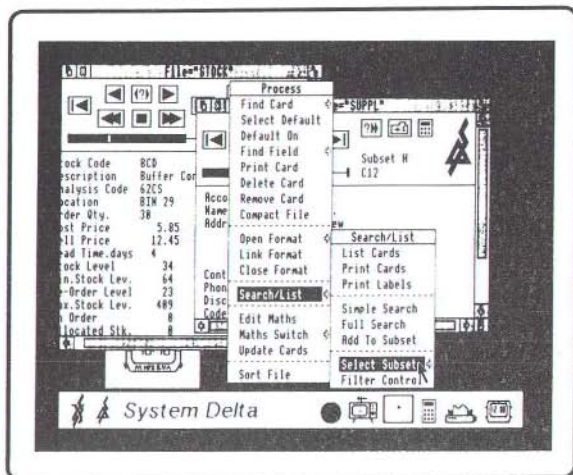 File="STOCK"
="SUPPL"
(?)
Subset H
C12
Stock Code BCD
escription Buffer Con
nalysis Code 62CS
ocation BIN 29
rder Qty. 30
ost Price 5.85
ell Price 12.45
ead Time.days 4
tock Level 34
in.Stock Lev. 64
e-Order Level 23
ax.Stock Lev. 409
n Order 0
located Stk. 0
Acco
Name
Addr
ew
Cont
Phon
Disc
Code
Process
Find Card
Select Default
Default On
Find Field
Print Card
Delete Card
Remove Card
Compact File
Open Format
Link Format
Close Format
Search/List
Edit Maths
Maths Switch
Update Cards
Sort File
Search/List
List Cards
Print Cards
Print Labels
Simple Search
Full Search
Add To Subset
Select Subset
Filter Control
MINERVA
System Delta